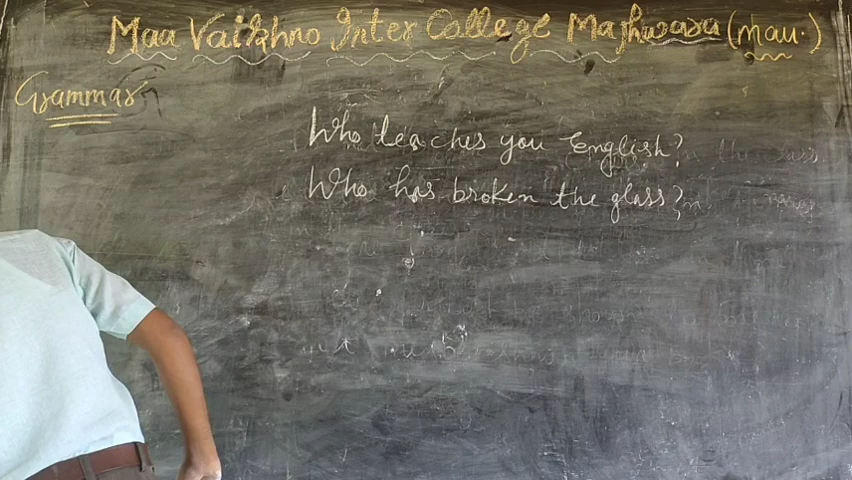 Maa Vaishno Inter College Majhwara (mau.)
Grammar
Who teaches you English?
Who has broken the glass?